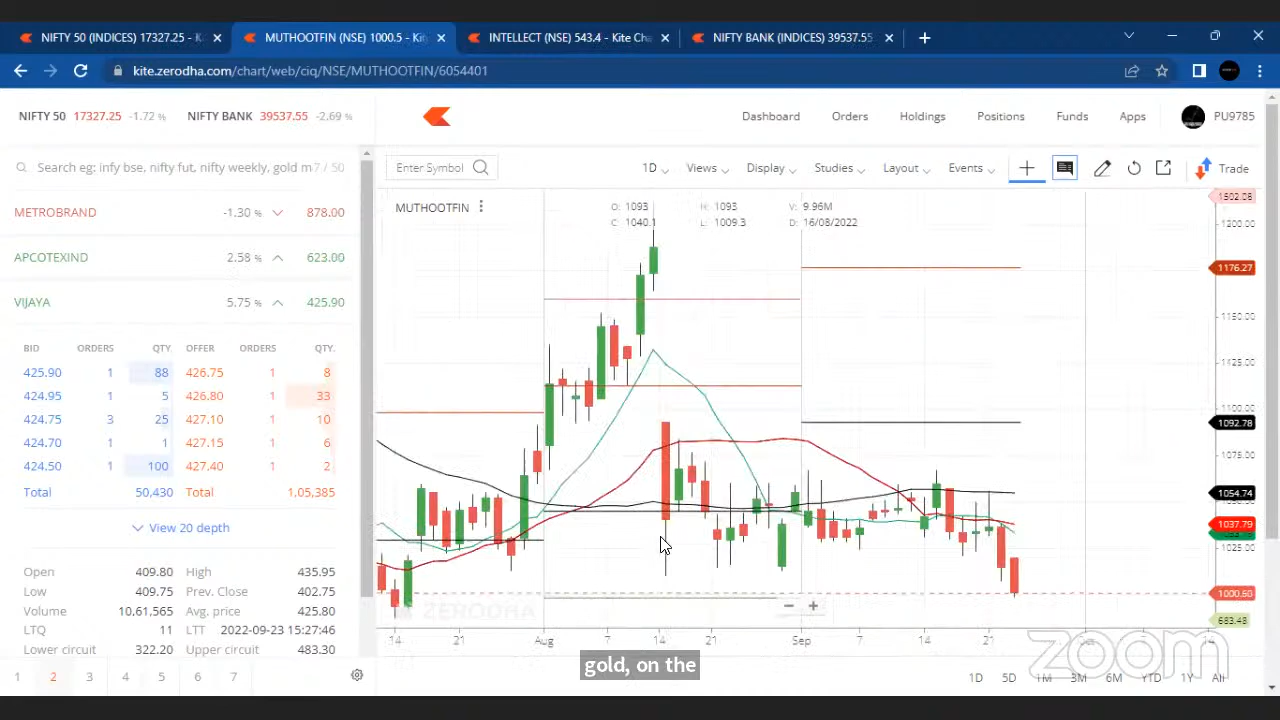 NIFTY 50 (INDICES) 17327.25 - K
MUTHOOTFIN (NSE) 1000.5 - Kit
INTELLECT (NSE) 543.4 - Kite Cha
NIFTY BANK (INDICES) 39537.55
kite.zerodha.com/chart/web/ciq/NSE/MUTHOOTFIN/6054401
NIFTY 50 17327.25 -1.72 % NIFTY BANK 39537.55 -2.69 %
Dashboard Orders Holdings Positions Funds Apps PU9785
Search eg: infy bse, nifty fut, nifty weekly, gold m 7 / 50
Enter Symbol 1D Views Display Studies Layout Events Trade
METROBRAND -1.30 % 878.00
APCOTEXIND 2.58 % 623.00
VIJAYA 5.75 % 425.90
BID ORDERS QTY. OFFER ORDERS QTY.
425.90 1 88 426.75 1 8
424.95 1 5 426.80 1 33
424.75 3 25 427.10 1 10
424.70 1 1 427.15 1 6
424.50 1 100 427.40 1 2
Total 50,430 Total 1,05,385
View 20 depth
Open 409.80 High 435.95
Low 409.75 Prev. Close 402.75
Volume 10,61,565 Avg. price 425.80
LTQ 11 LTT 2022-09-23 15:27:46
Lower circuit 322.20 Upper circuit 483.30
1 2 3 4 5 6 7
MUTHOOTFIN
O: 1093 H: 1093 V: 9.96M
C: 1040.1 L: 1009.3 16/08/2022
1200.00
1176.27
1150.00
1125.00
1100.00
1092.78
1075.00
1054.74
1037.79
1025.00
1000.50
683.48
ZERODHA
14 21 Aug 7 14 21 Sep 7 14 21 14
zoom
gold, on the
1D 5D 1M 3M 6M YTD 1Y All